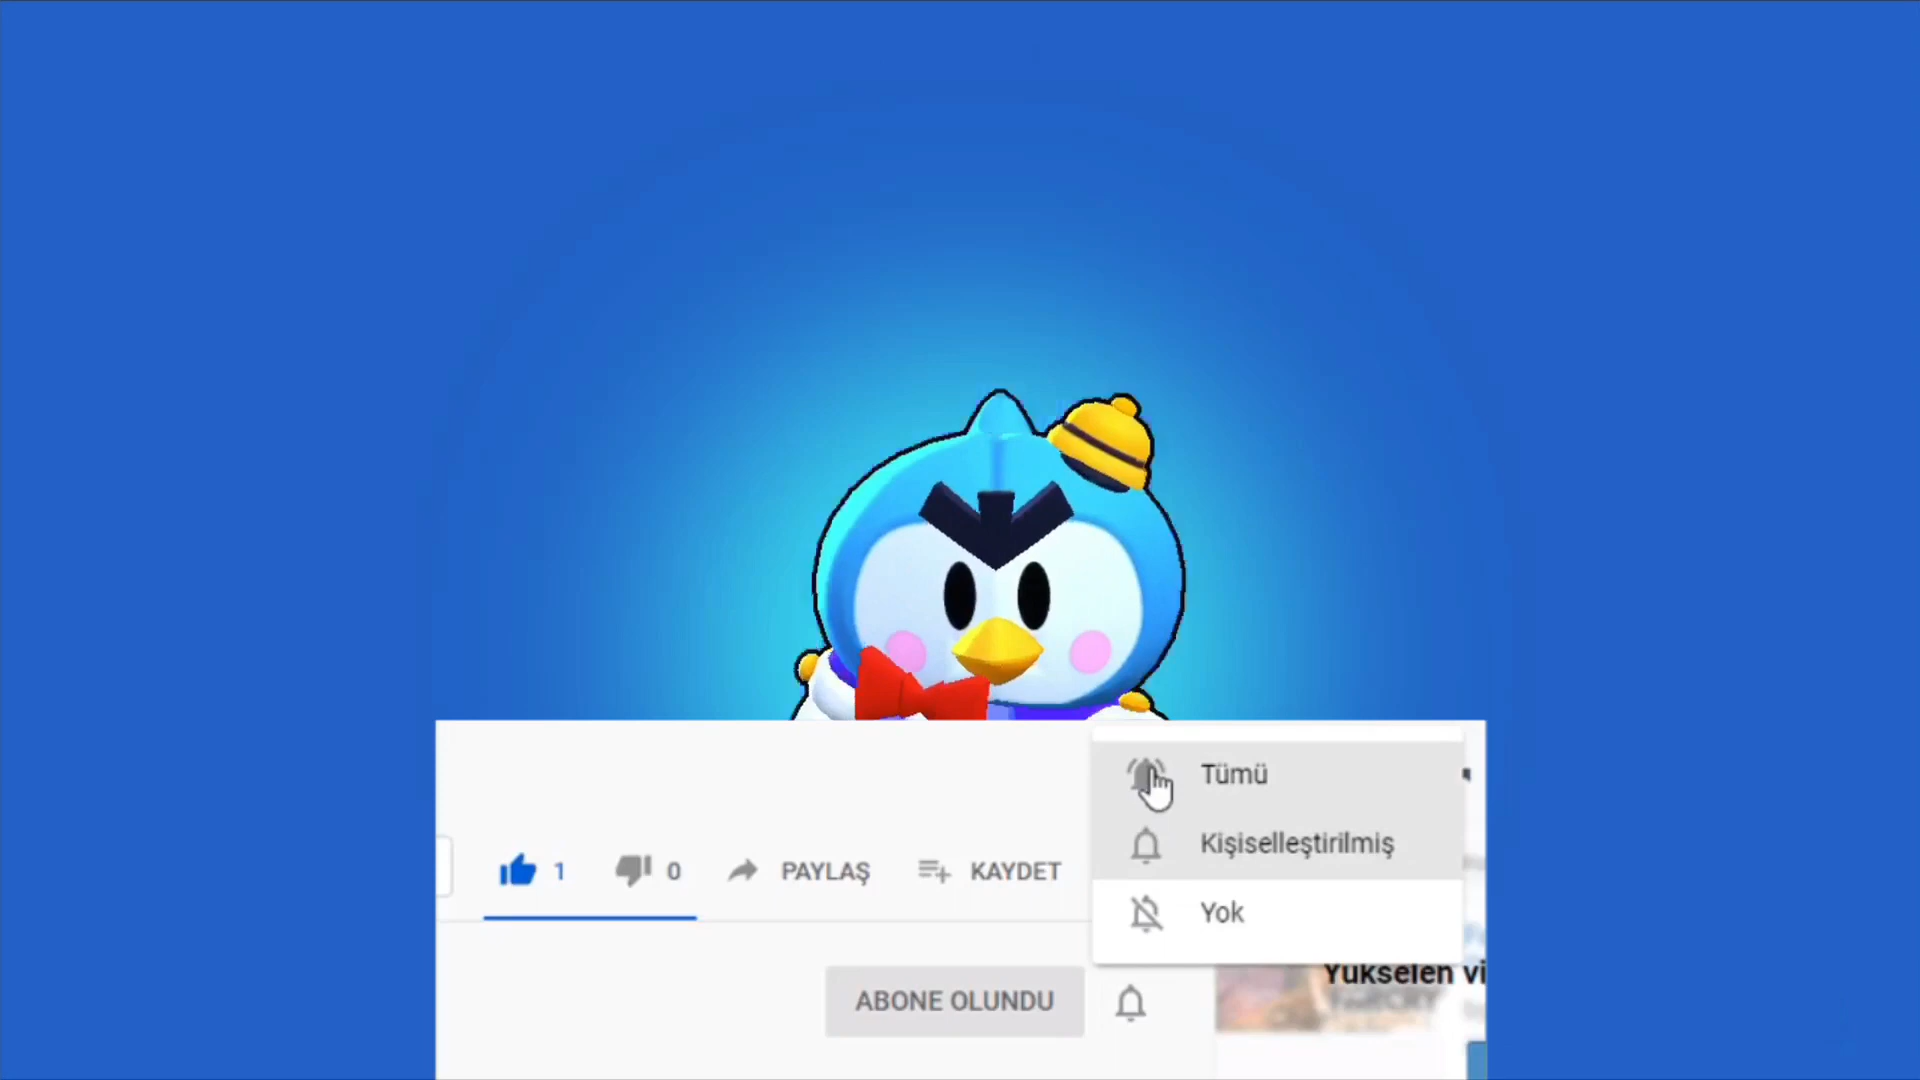 Tümü
Kişiselleştirilmiş
Yok
1 0 PAYLAŞ KAYDET
ABONE OLUNDU
Yükselen vi